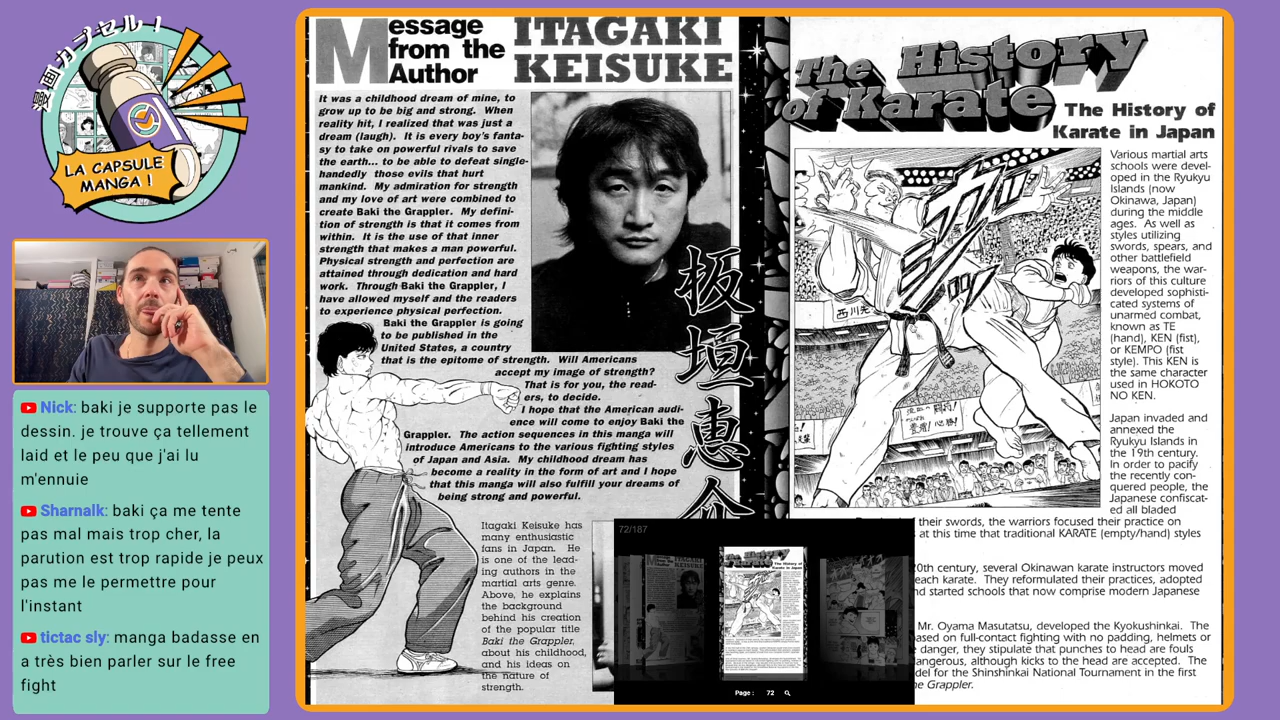 漫画カプセル!
LA CAPSULE
MANGA !
Nick: baki je supporte pas le
dessin. je trouve ça tellement
laid et le peu que j'ai lu
m'ennuie
Sharnalk: baki ça me tente
pas mal mais trop cher, la
parution est trop rapide je peux
pas me le permettre pour
l'instant
tictac sly: manga badasse en
a très bien parler sur le free
fight
Message
from the
Author
ITAGAKI
KEISUKE
It was a childhood dream of mine, to
grow up to be big and strong. When
reality hit, I realized that was just a
dream (laugh). It is every boy's fanta-
sy to take on powerful rivals to save
the earth... to be able to defeat single-
handedly those evils that hurt
mankind. My admiration for strength
and my love of art were combined to
create Baki the Grappler. My defini-
tion of strength is that it comes from
within. It is the use of that inner
strength that makes a man powerful.
Physical strength and perfection are
attained through dedication and hard
work. Through Baki the Grappler, I
have allowed myself and the readers
to experience physical perfection.
Baki the Grappler is going
to be published in the
United States, a country
that is the epitome of strength. Will Americans
accept my image of strength?
That is for you, the read-
ers, to decide.
I hope that the American audi-
ence will come to enjoy Baki the
Grappler. The action sequences in this manga will
introduce Americans to the various fighting styles
of Japan and Asia. My childhood dream has
become a reality in the form of art and I hope
that this manga will also fulfill your dreams of
being strong and powerful.
板垣恵介
Itagaki Keisuke has
many enthusiastic
fans in Japan. He
is one of the lead-
ing authors in the
martial arts genre.
Above, he explains
the background
behind his creation
of the popular title
Baki the Grappler,
about his childhood,
and his ideas on
the nature of
strength.
The History
of Karate
The History of
Karate in Japan
Various martial arts
schools were devel-
oped in the Ryukyu
Islands (now
Okinawa, Japan)
during the middle
ages. As well as
styles utilizing
swords, spears, and
other battlefield
weapons, the war-
riors of this culture
developed sophisti-
cated systems of
unarmed combat,
known as TE
(hand), KEN (fist),
or KEMPO (fist
style). This KEN is
the same character
used in HOKOTO
NO KEN.
Japan invaded and
annexed the
Ryukyu Islands in
the 19th century.
In order to pacify
the recently con-
quered people, the
Japanese confiscat-
ed all bladed
their swords, the warriors focused their practice on
at this time that traditional KARATE (empty/hand) styles
20th century, several Okinawan karate instructors moved
each karate. They reformulated their practices, adopted
started schools that now comprise modern Japanese
Mr. Oyama Masutatsu, developed the Kyokushinkai. The
ased on full-contact fighting with no padding, helmets or
danger, they stipulate that punches to head are fouls
angerous, although kicks to the head are accepted. The
del for the Shinshinkai National Tournament in the first
Grappler.
72/187
Page : 72